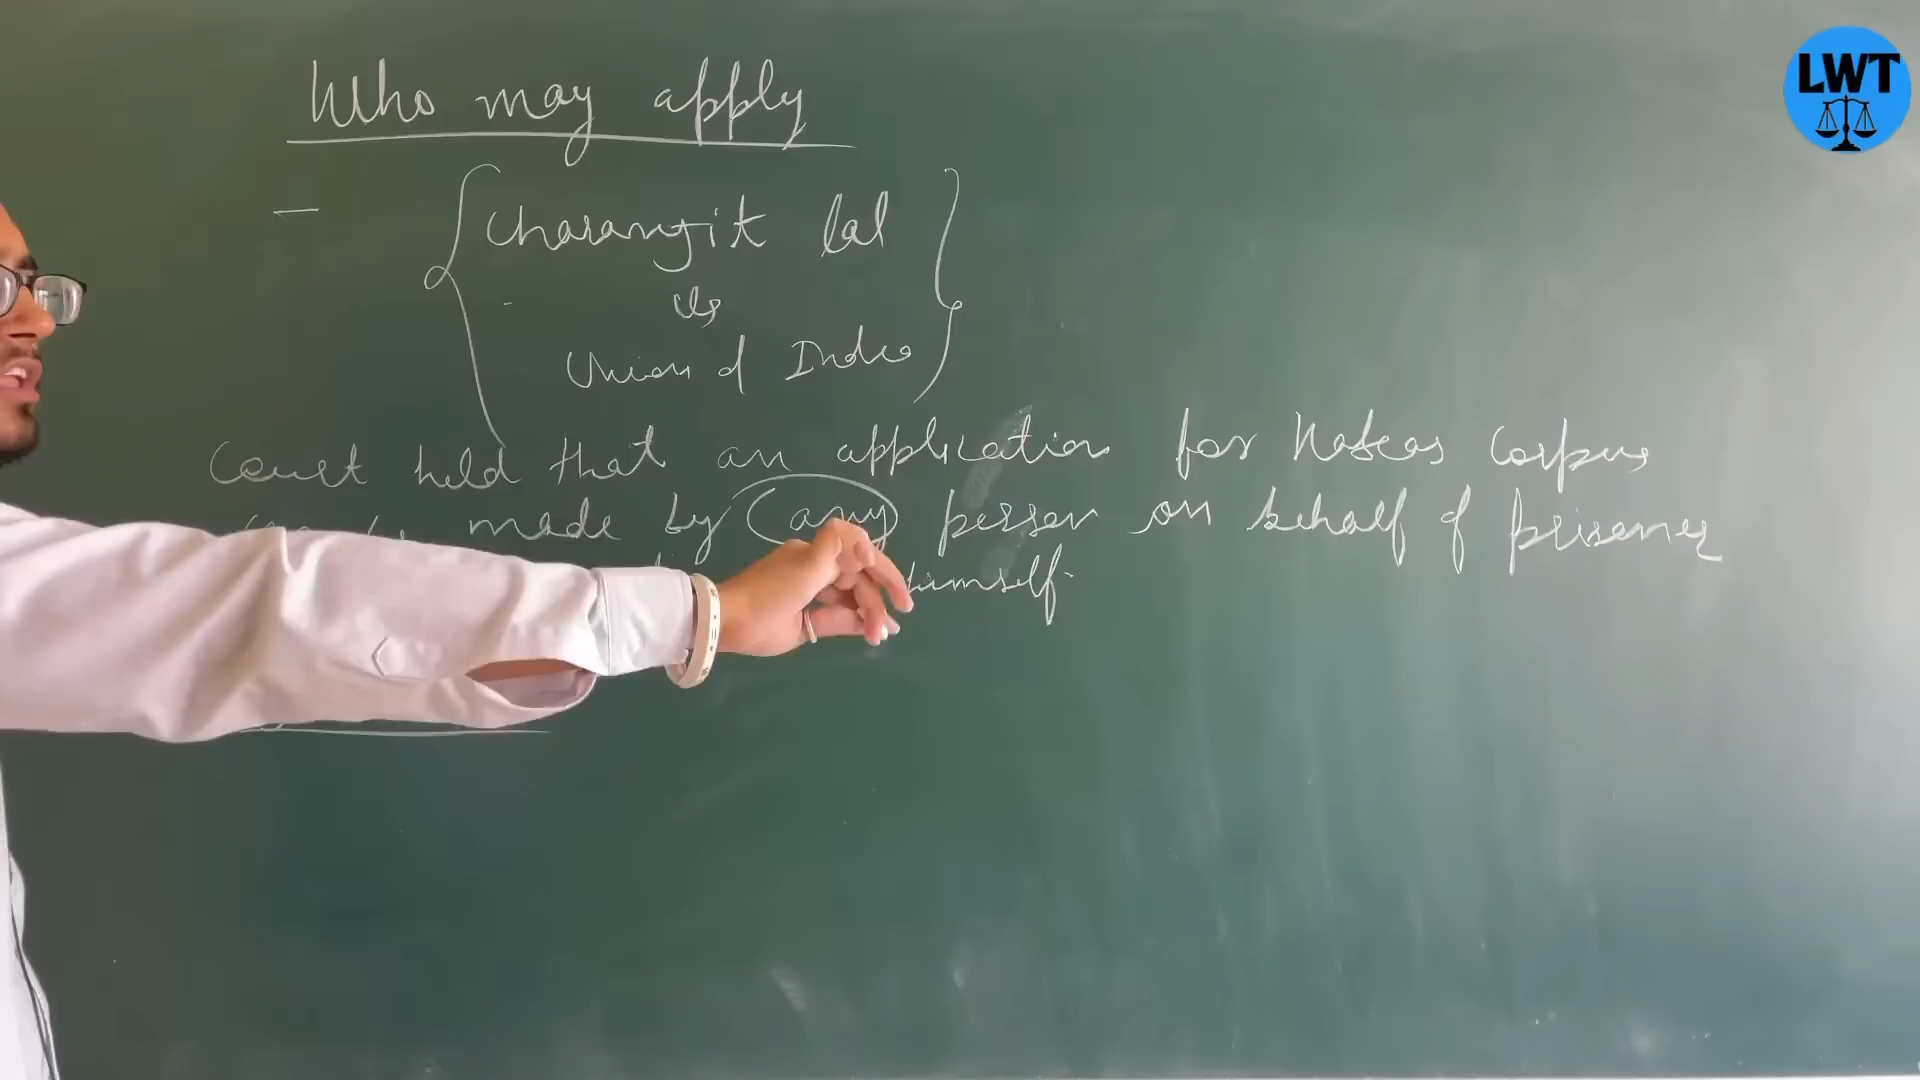 Who may apply
LWT
— { Charanjit lal }
vs
Union of India
Court held that an application for Habeas Corpus
made by any person on behalf of prisoner
himself.